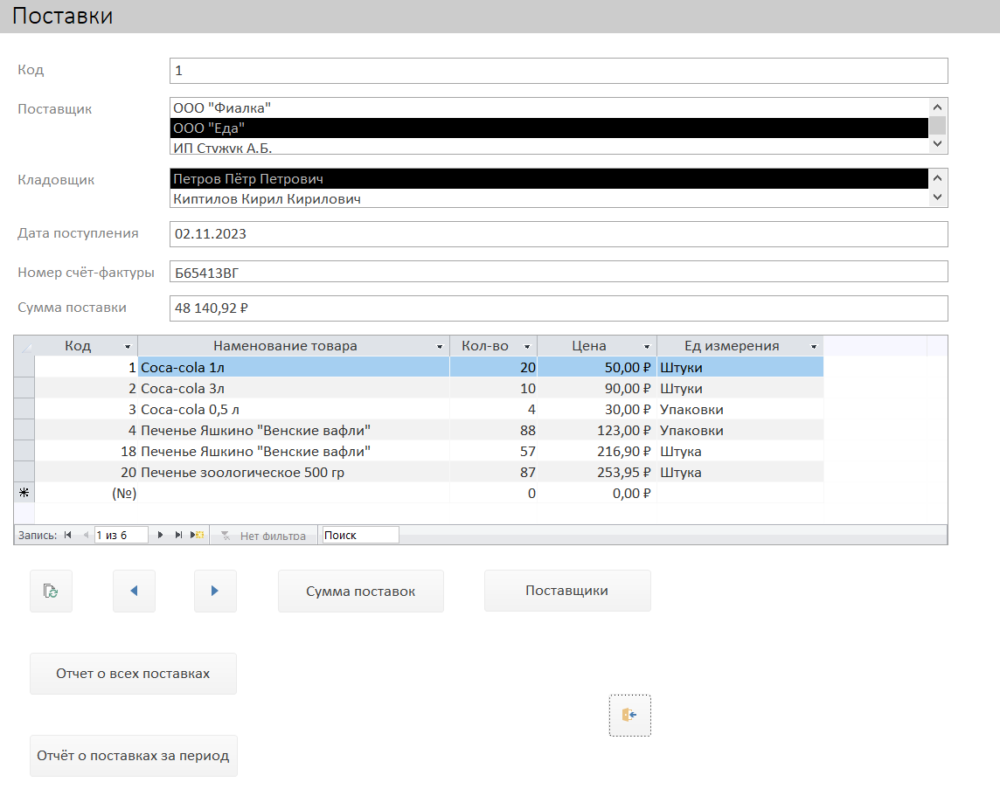 Поставки
Код 1
Поставщик ООО "Фиалка"
ООО "Еда"
ИП Стужук А.Б.
Кладовщик Петров Пётр Петрович
Киптилов Кирил Кирилович
Дата поступления 02.11.2023
Номер счёт-фактуры Б65413ВГ
Сумма поставки 48 140,92 ₽
Код Наменование товара Кол-во Цена Ед измерения
1 Coca-cola 1л 20 50,00 ₽ Штуки
2 Coca-cola 3л 10 90,00 ₽ Штуки
3 Coca-cola 0,5 л 4 30,00 ₽ Упаковки
4 Печенье Яшкино "Венские вафли" 88 123,00 ₽ Упаковки
18 Печенье Яшкино "Венские вафли" 57 216,90 ₽ Штука
20 Печенье зоологическое 500 гр 87 253,95 ₽ Штука
(№) 0 0,00 ₽
Запись: 1 из 6 Нет фильтра Поиск
Сумма поставок Поставщики
Отчет о всех поставках
Отчёт о поставках за период